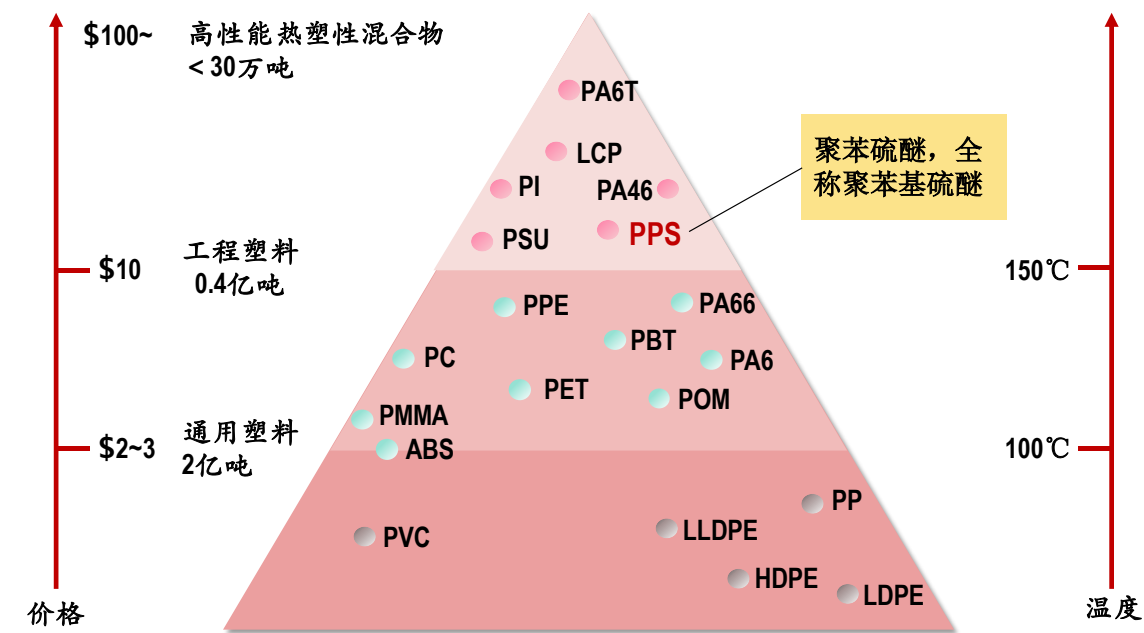 $100~
高性能热塑性混合物
< 30万吨
PA6T
LCP
聚苯硫醚，全
称聚苯基硫醚
PI
PA46
PSU
PPS
工程塑料
$10
0.4亿吨
150℃
PPE
PA66
PBT
PC
PA6
PET
POM
PMMA
通用塑料
$2~3
ABS
100℃
2亿吨
PP
PVC
LLDPE
HDPE
LDPE
价格
温度